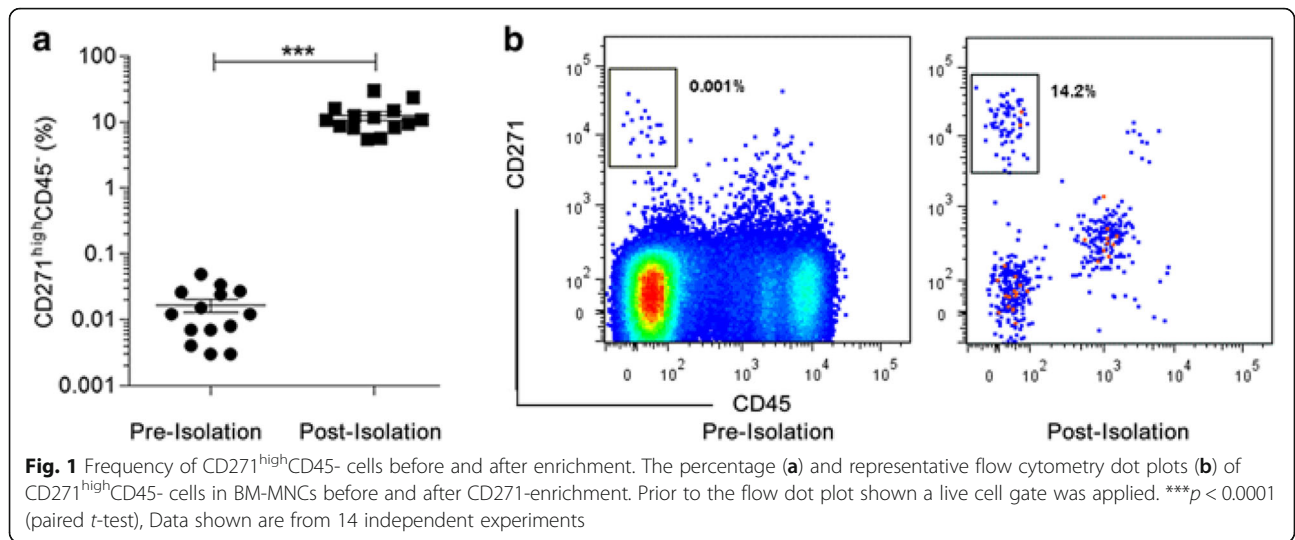 a
***
CD271highCD45- (%)
100
10
1
0.1
0.01
0.001
Pre-Isolation
Post-Isolation
b
CD271
10^5
10^4
10^3
10^2
0
0.001%
0 10^2 10^3 10^4 10^5
CD45
Pre-Isolation
10^5
10^4
10^3
10^2
0
14.2%
0 10^2 10^3 10^4 10^5
Post-Isolation
Fig. 1 Frequency of CD271highCD45- cells before and after enrichment. The percentage (a) and representative flow cytometry dot plots (b) of
CD271highCD45- cells in BM-MNCs before and after CD271-enrichment. Prior to the flow dot plot shown a live cell gate was applied. ***p < 0.0001
(paired t-test), Data shown are from 14 independent experiments